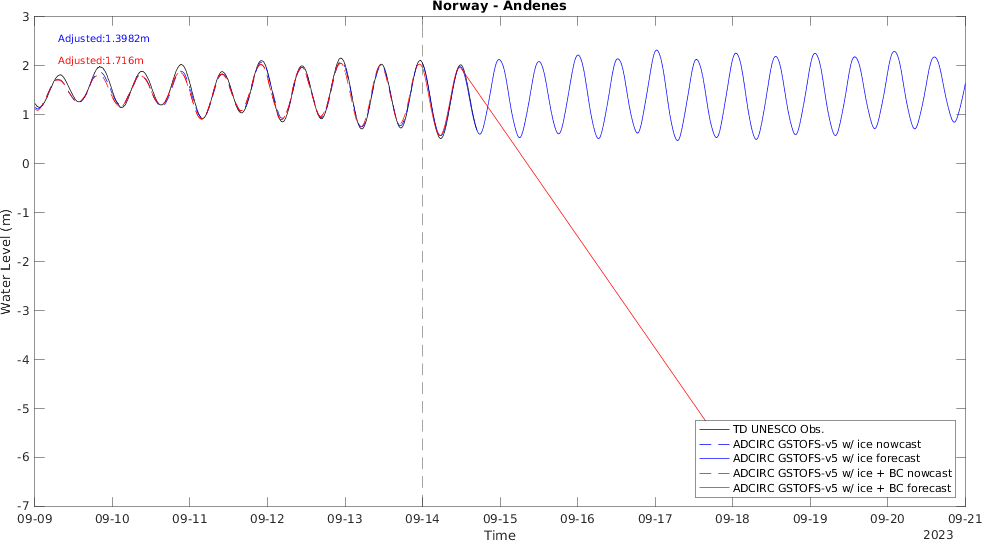 Norway - Andenes
Adjusted:1.3982m
Adjusted:1.716m
3
2
1
0
-1
-2
-3
-4
-5
-6
-7
Water Level (m)
TD UNESCO Obs.
ADCIRC GSTOFS-v5 w/ ice nowcast
ADCIRC GSTOFS-v5 w/ ice forecast
ADCIRC GSTOFS-v5 w/ ice + BC nowcast
ADCIRC GSTOFS-v5 w/ ice + BC forecast
09-09 09-10 09-11 09-12 09-13 09-14 09-15 09-16 09-17 09-18 09-19 09-20 09-21
Time
2023